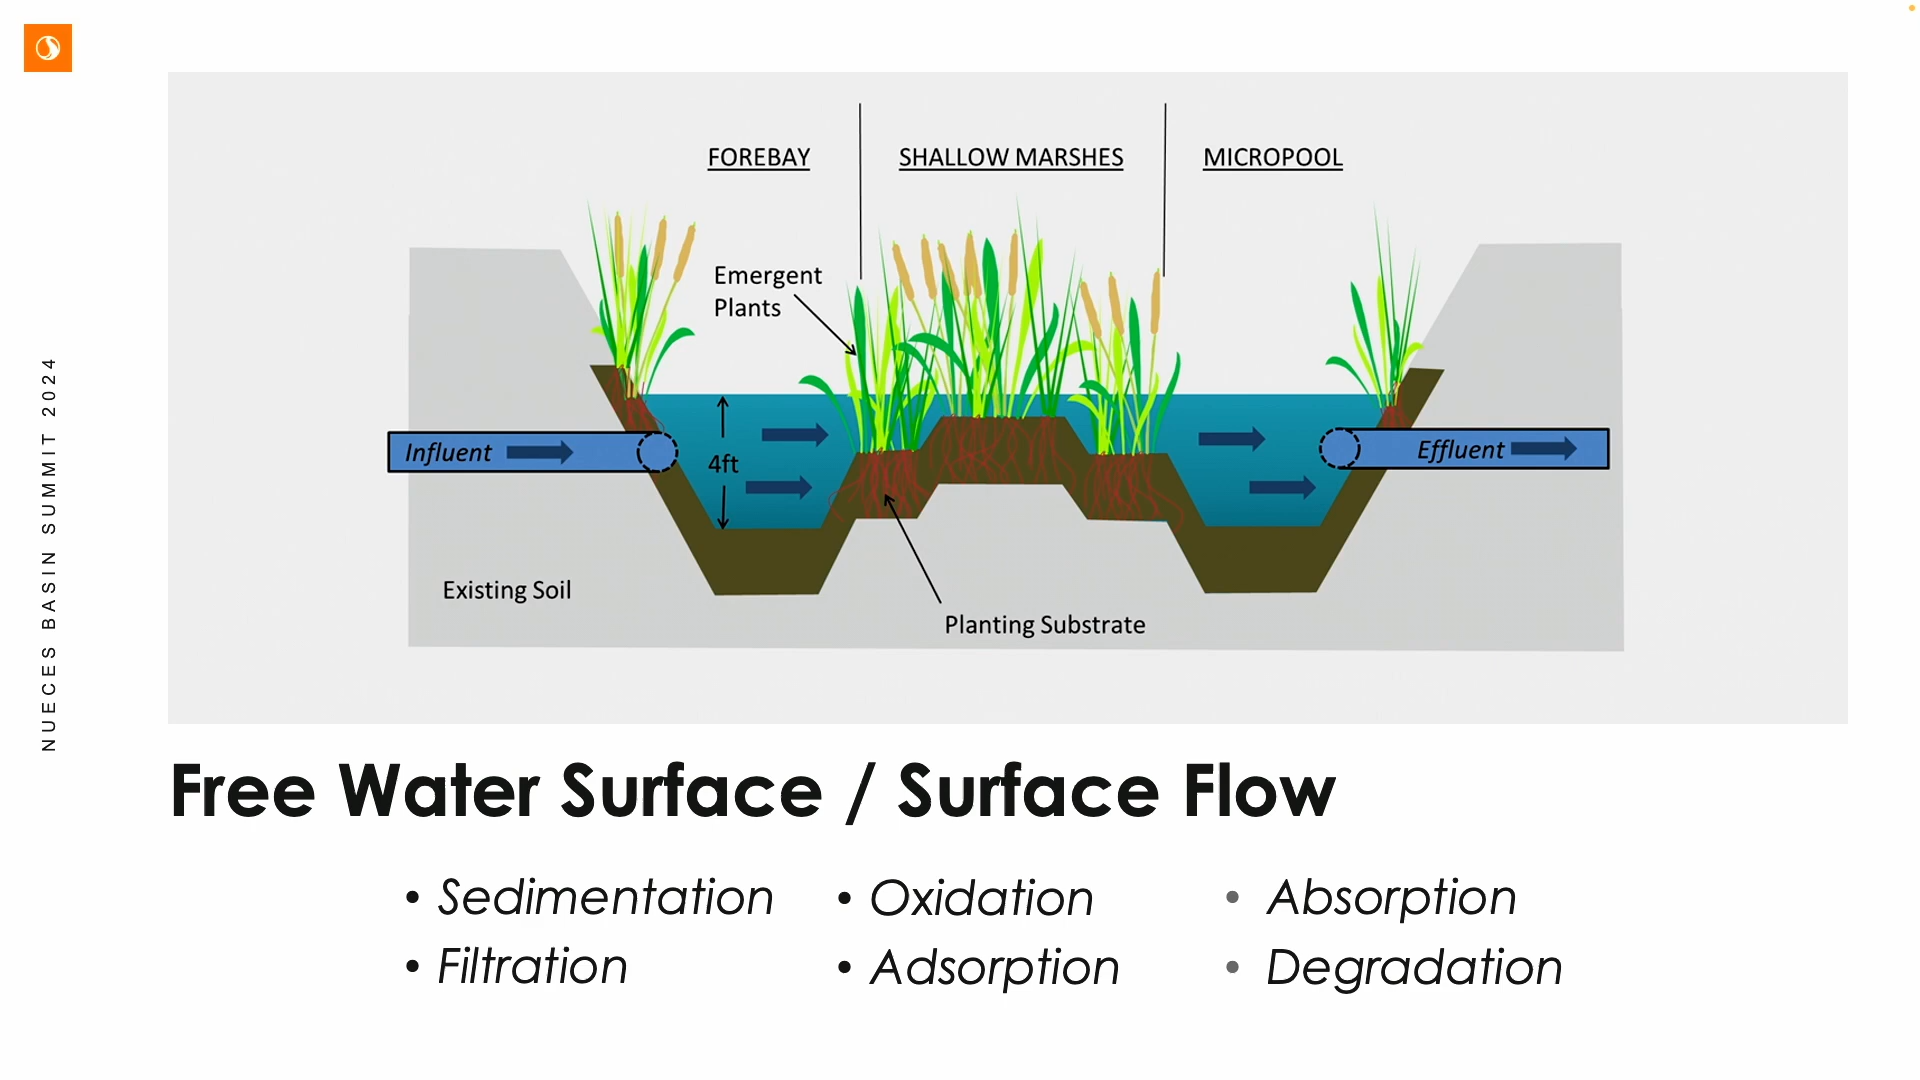 NUECES BASIN SUMMIT 2024
FOREBAY
SHALLOW MARSHES
MICROPOOL
Emergent
Plants
Influent
4ft
Effluent
Existing Soil
Planting Substrate
Free Water Surface / Surface Flow
• Sedimentation
• Filtration
• Oxidation
• Adsorption
• Absorption
• Degradation